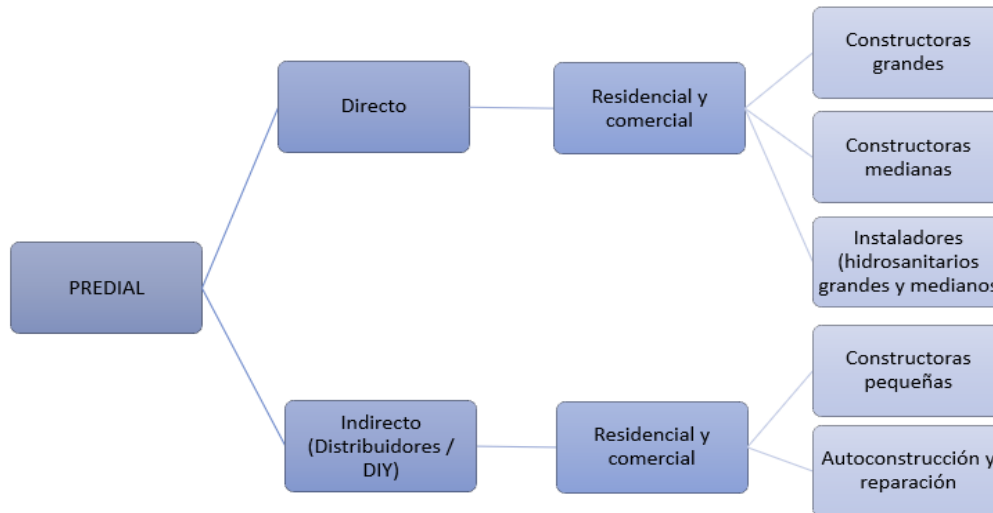 PREDIAL
Directo
Residencial y
comercial
Constructoras
grandes
Constructoras
medianas
Instaladores
(hidrosanitarios
grandes y medianos
Indirecto
(Distribuidores /
DIY)
Residencial y
comercial
Constructoras
pequeñas
Autoconstrucción y
reparación